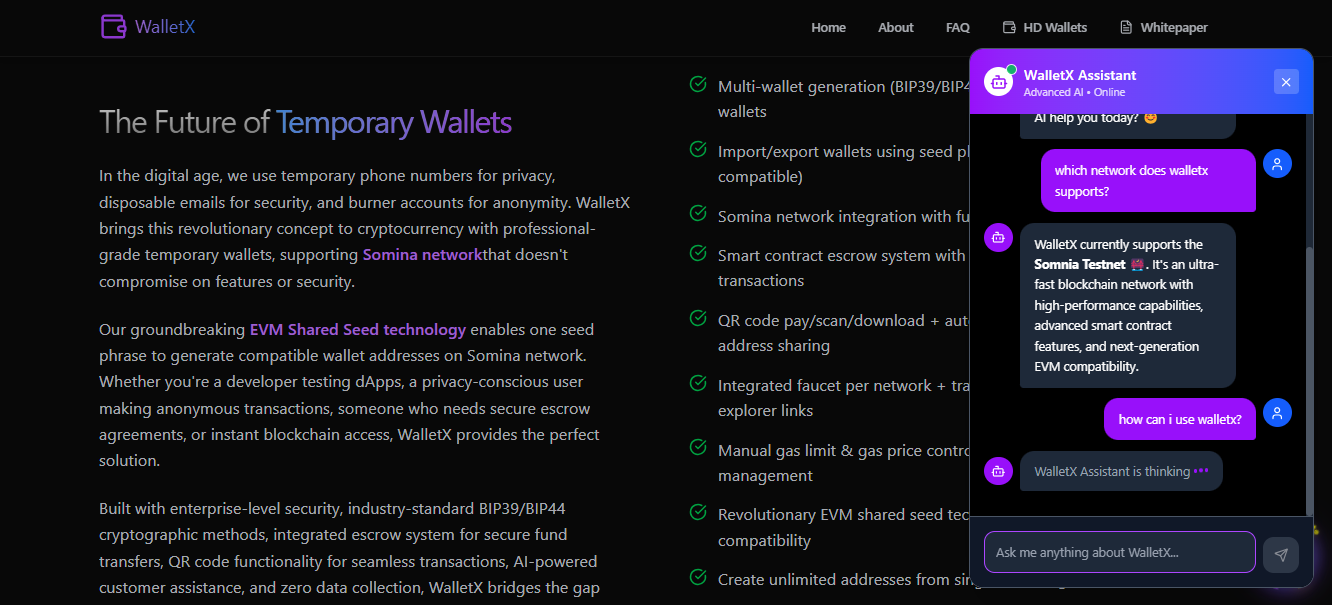 WalletX
Home
About
FAQ
HD Wallets
Whitepaper
The Future of Temporary Wallets
In the digital age, we use temporary phone numbers for privacy,
disposable emails for security, and burner accounts for anonymity. WalletX
brings this revolutionary concept to cryptocurrency with professional-
grade temporary wallets, supporting Somina networkthat doesn't
compromise on features or security.
Our groundbreaking EVM Shared Seed technology enables one seed
phrase to generate compatible wallet addresses on Somina network.
Whether you're a developer testing dApps, a privacy-conscious user
making anonymous transactions, someone who needs secure escrow
agreements, or instant blockchain access, WalletX provides the perfect
solution.
Built with enterprise-level security, industry-standard BIP39/BIP44
cryptographic methods, integrated escrow system for secure fund
transfers, QR code functionality for seamless transactions, AI-powered
customer assistance, and zero data collection, WalletX bridges the gap
Multi-wallet generation (BIP39/BIP4
wallets
Import/export wallets using seed
compatible)
Somina network integration with fu
Smart contract escrow system with
transactions
QR code pay/scan/download + aut
address sharing
Integrated faucet per network + tra
explorer links
Manual gas limit & gas price contro
management
Revolutionary EVM shared seed tec
compatibility
Create unlimited addresses from
WalletX Assistant
Advanced AI • Online
AI help you today? 😊
which network does walletx
supports?
WalletX currently supports the
Somnia Testnet. It's an ultra-
fast blockchain network with
high-performance capabilities,
advanced smart contract
features, and next-generation
EVM compatibility.
how can i use walletx?
WalletX Assistant is thinking
Ask me anything about WalletX...